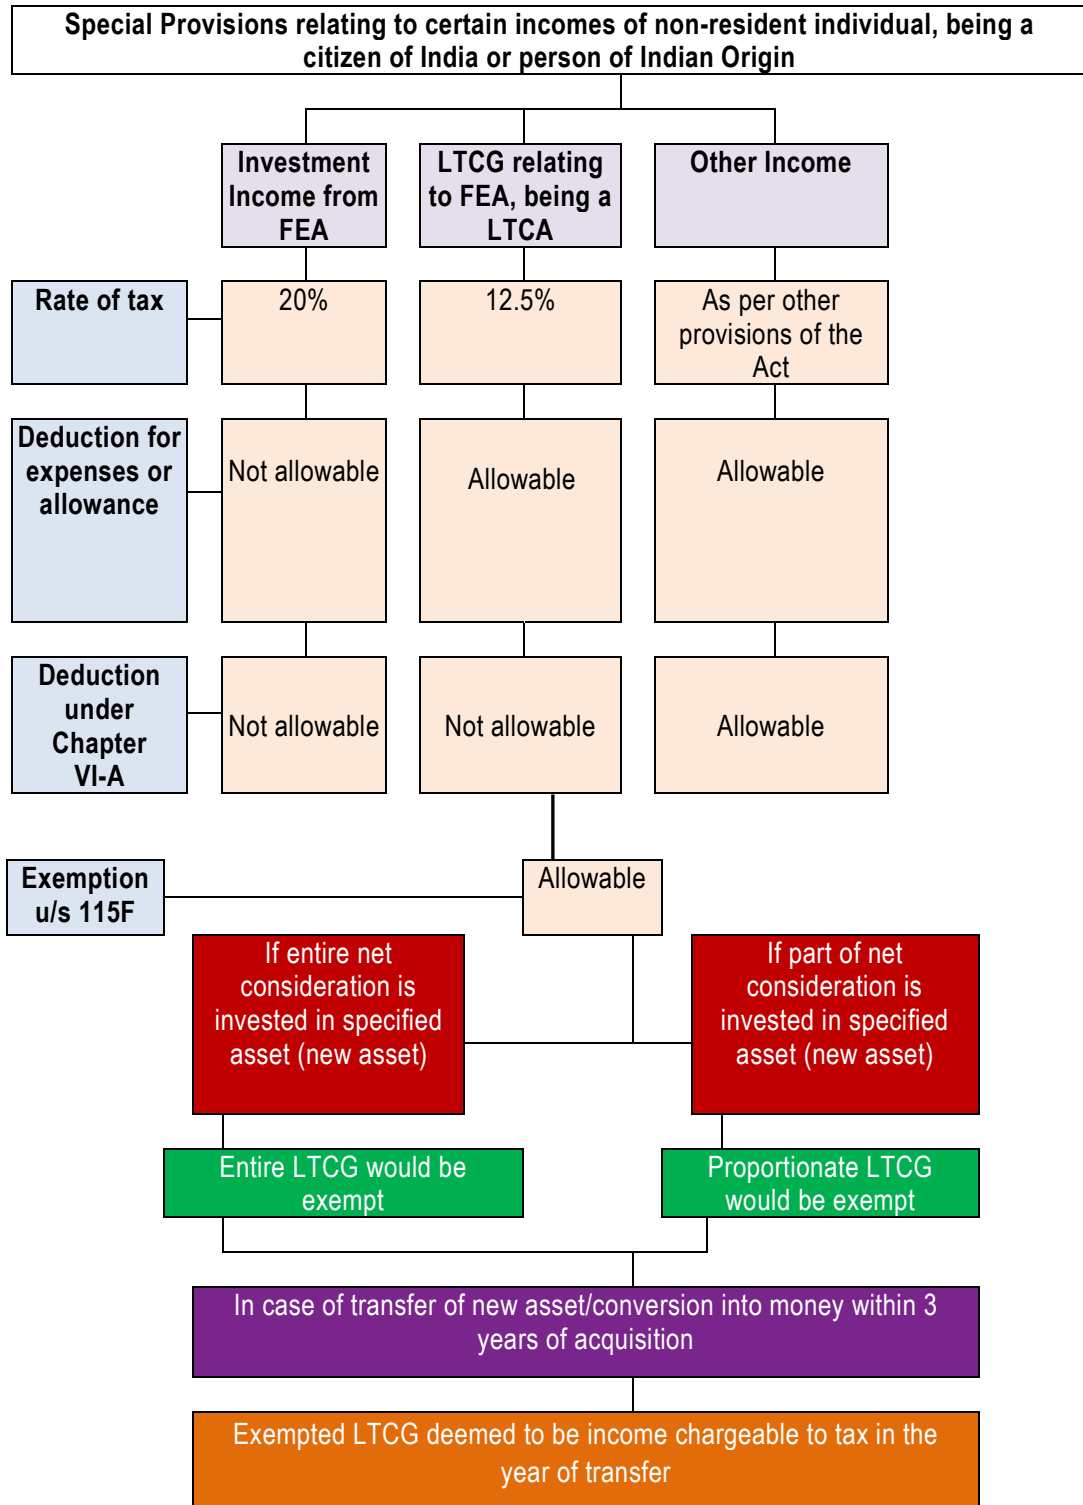 Special Provisions relating to certain incomes of non-resident individual, being a
citizen of India or person of Indian Origin
Investment
Income from
FEA
LTCG relating
to FEA, being a
LTCA
Other Income
Rate of tax
20%
12.5%
As per other
provisions of the
Act
Deduction for
expenses or
allowance
Not allowable
Allowable
Allowable
Deduction
under
Chapter
VI-A
Not allowable
Not allowable
Allowable
Exemption
u/s 115F
Allowable
If entire net
consideration is
invested in specified
asset (new asset)
If part of net
consideration is
invested in specified
asset (new asset)
Entire LTCG would be
exempt
Proportionate LTCG
would be exempt
In case of transfer of new asset/conversion into money within 3
years of acquisition
Exempted LTCG deemed to be income chargeable to tax in the
year of transfer